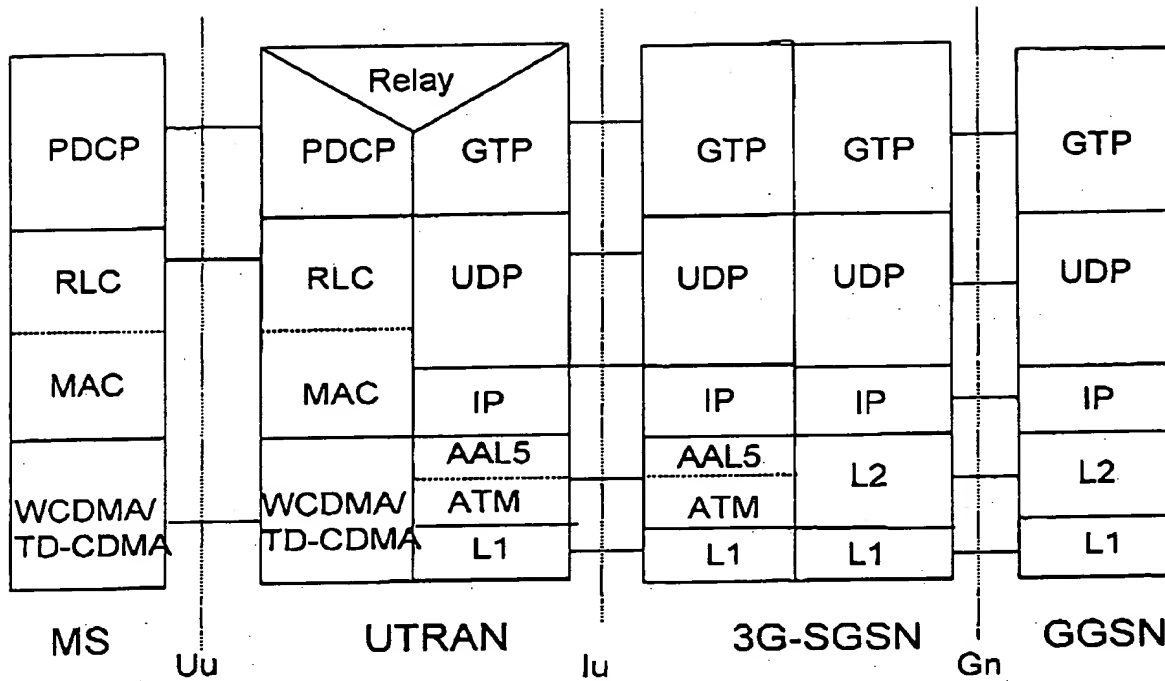 Relay
PDCP PDCP GTP GTP GTP GTP
RLC RLC UDP UDP UDP UDP
MAC MAC IP IP IP IP
AAL5 AAL5 L2 L2
WCDMA/ WCDMA/ ATM ATM
TD-CDMA TD-CDMA L1 L1 L1 L1
MS UTRAN 3G-SGSN GGSN
Uu Iu Gn